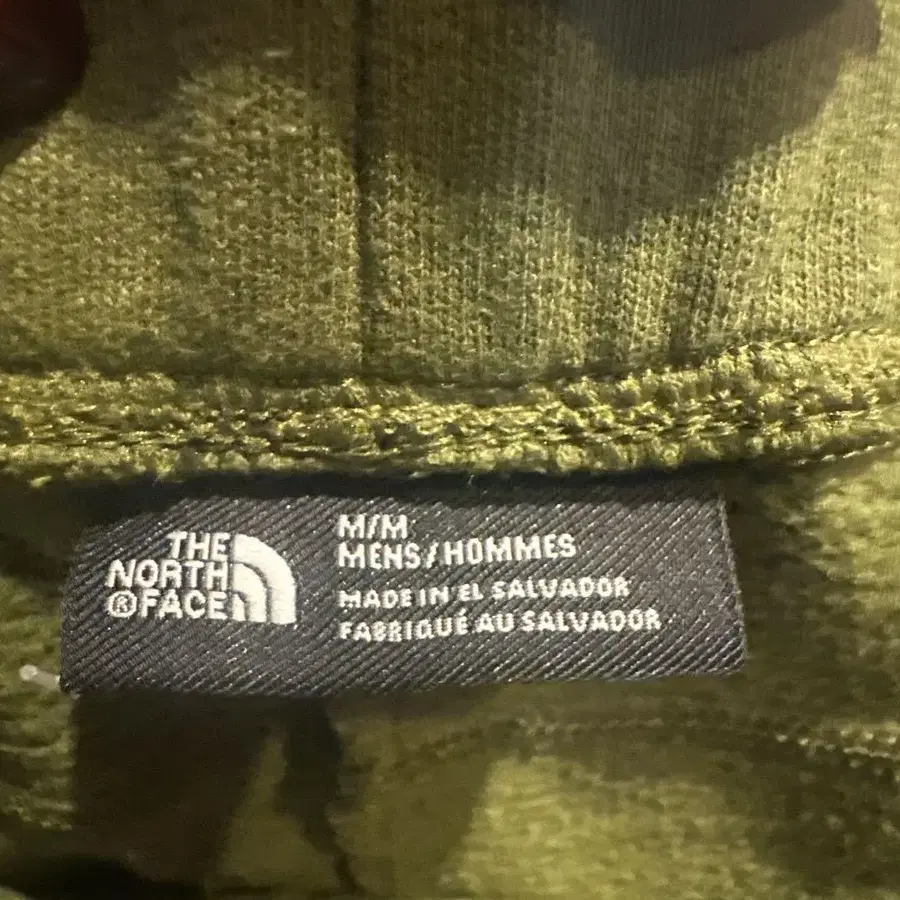 THE
NORTH
®FACE
M/M
MENS/HOMMES
MADE IN EL SALVADOR
FABRIQUÉ AU SALVADOR